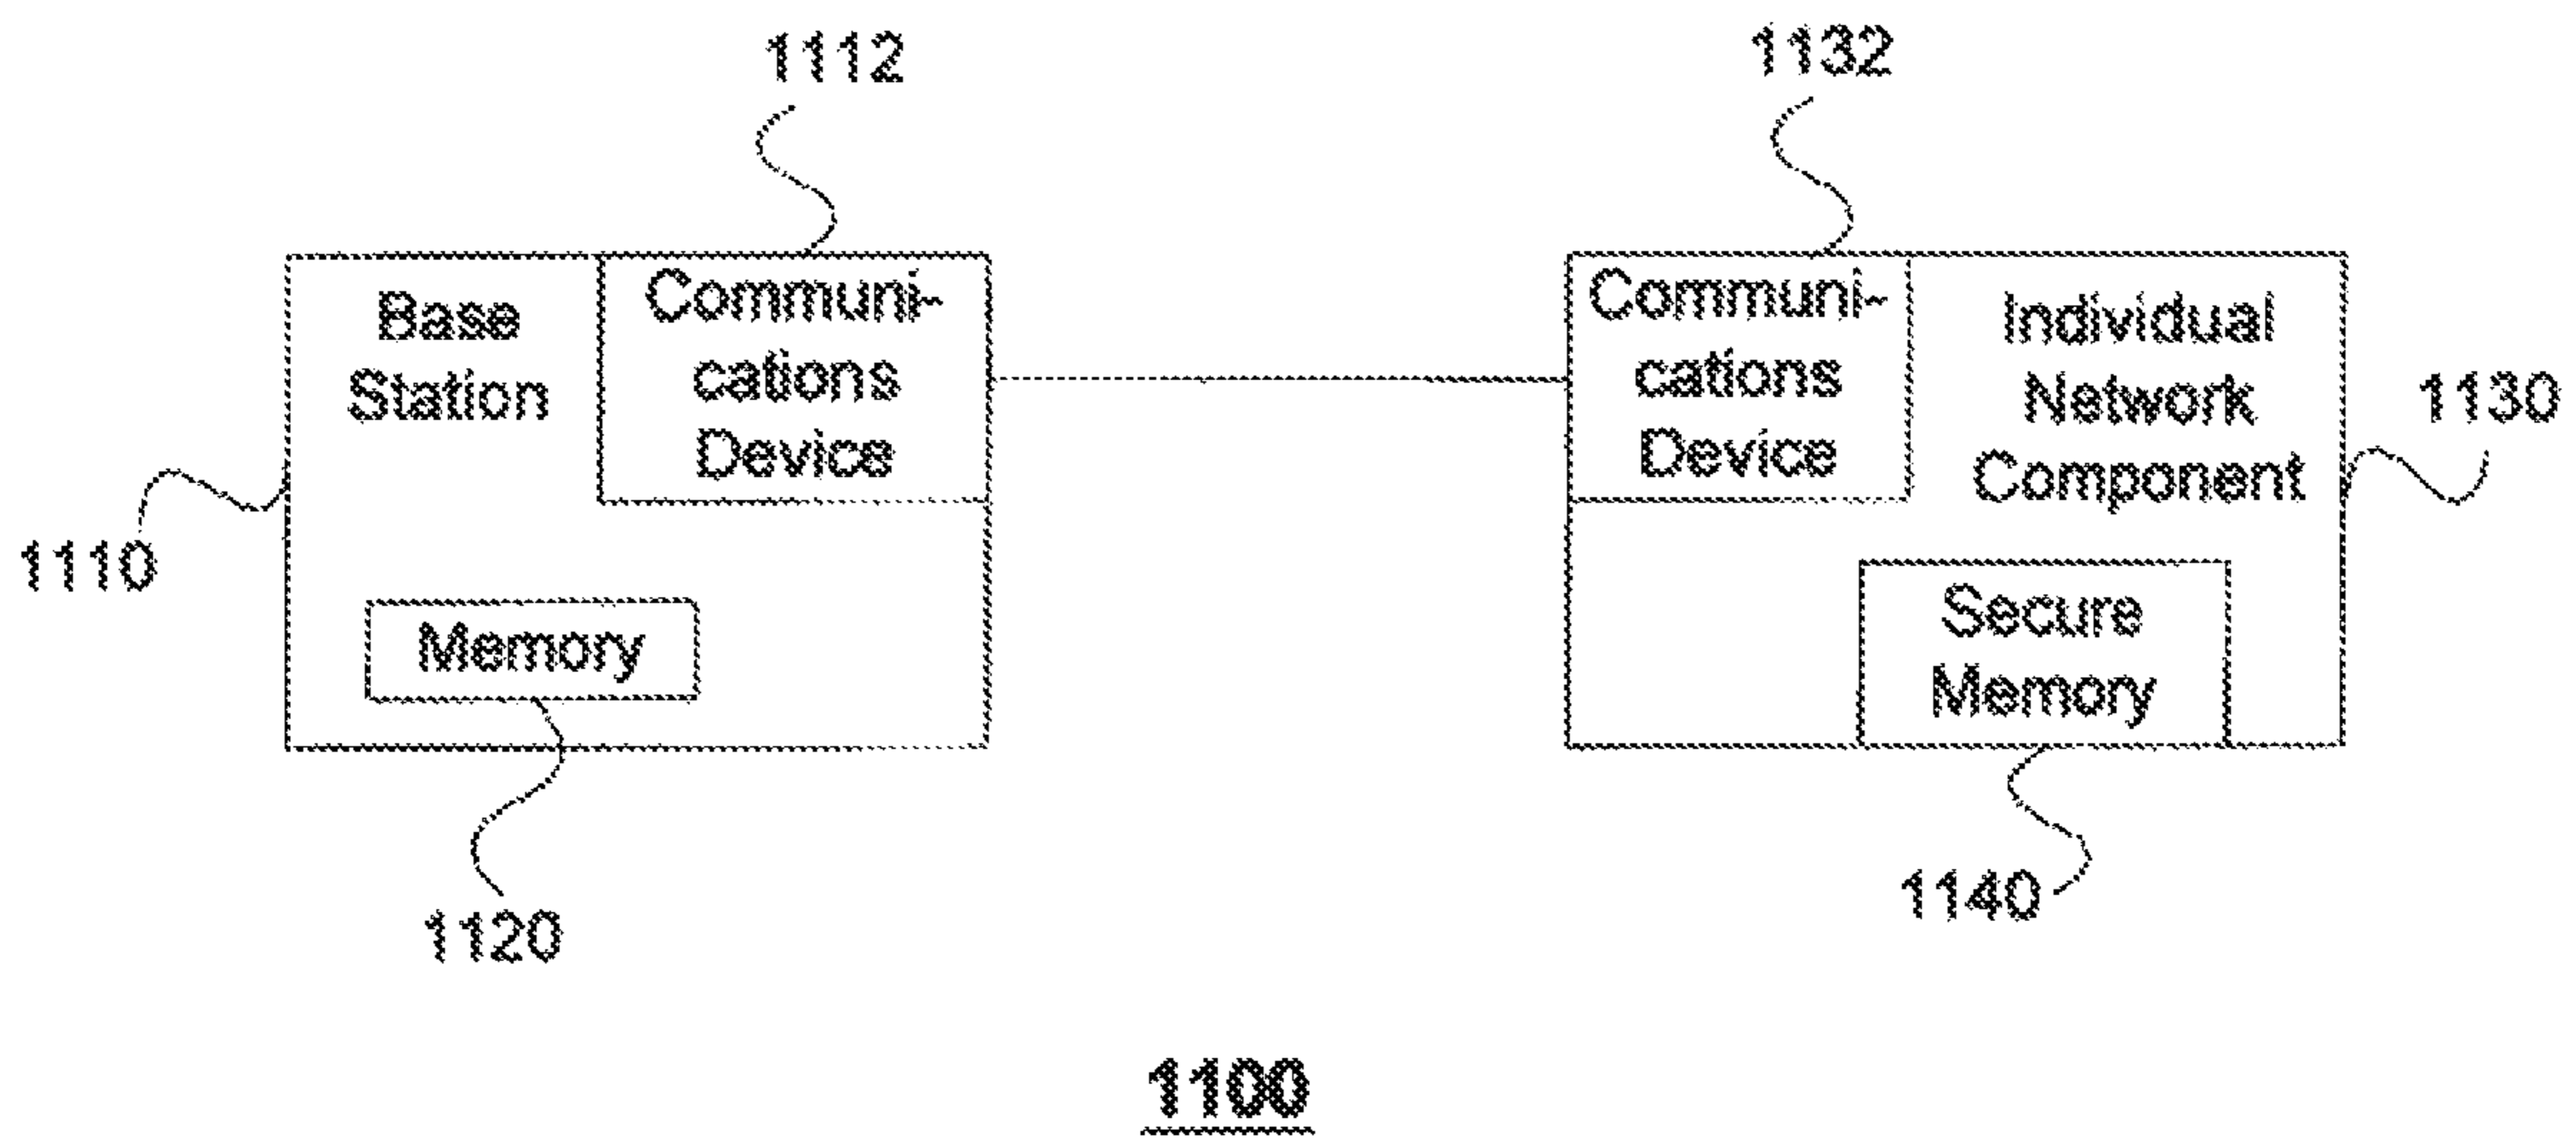 1112
1132
Base
Station
Communi-
cations
Device
Communi-
cations
Device
Individual
Network
Component
1130
1110
Memory
Secure
Memory
1120
1140
1100